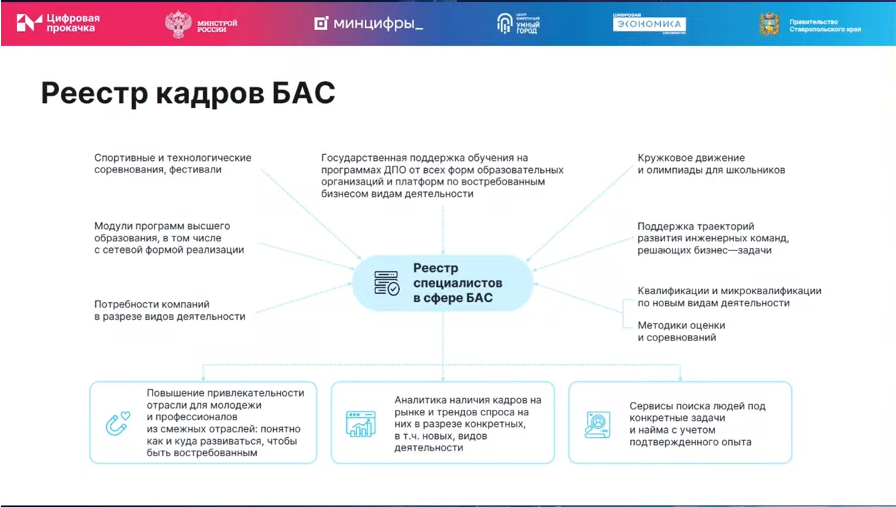 Цифровая
прокачка
МИНСТРОЙ
РОССИИ
минцифры_
ЦЕНТР
КОМПЕТЕНЦИЙ
УМНЫЙ
ГОРОД
ЦИФРОВАЯ
ЭКОНОМИКА
Правительство
Ставропольского края
Реестр кадров БАС
Спортивные и технологические
соревнования, фестивали
Государственная поддержка обучения на
программах ДПО от всех форм образовательных
организаций и платформ по востребованным
бизнесом видам деятельности
Кружковое движение
и олимпиады для школьников
Модули программ высшего
образования, в том числе
с сетевой формой реализации
Поддержка траекторий
развития инженерных команд,
решающих бизнес—задачи
Реестр
специалистов
в сфере БАС
Потребности компаний
в разрезе видов деятельности
Квалификации и микроквалификации
по новым видам деятельности
Методики оценки
и соревнований
Повышение привлекательности
отрасли для молодежи
и профессионалов
из смежных отраслей: понятно
как и куда развиваться, чтобы
быть востребованным
Аналитика наличия кадров на
рынке и трендов спроса на
них в разрезе конкретных,
в т.ч. новых, видов
деятельности
Сервисы поиска людей под
конкретные задачи
и найма с учетом
подтвержденного опыта